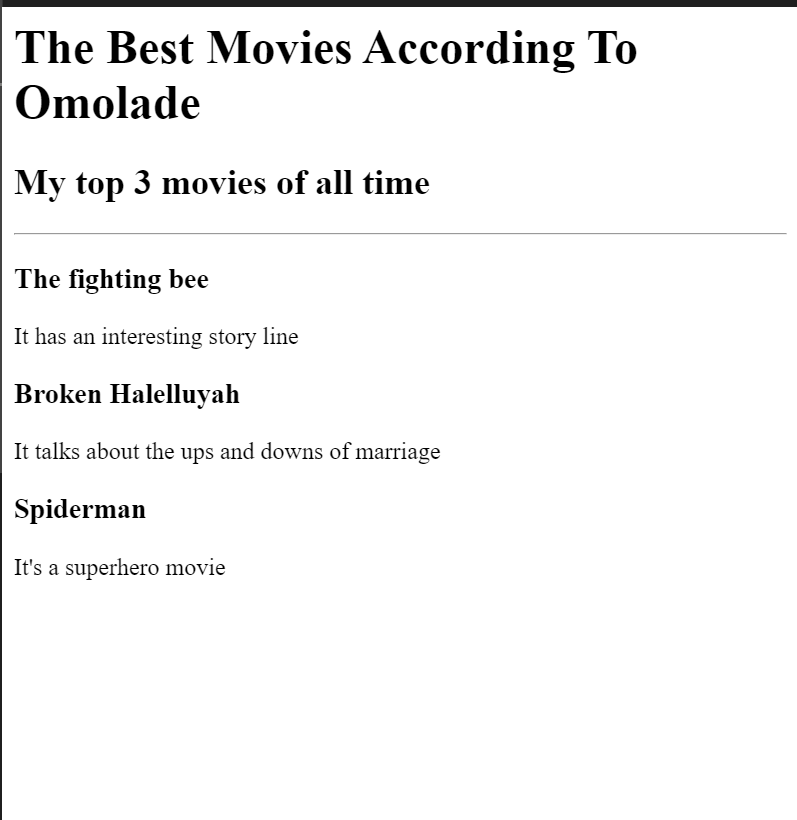 The Best Movies According To
Omolade
My top 3 movies of all time
The fighting bee
It has an interesting story line
Broken Halelluyah
It talks about the ups and downs of marriage
Spiderman
It's a superhero movie